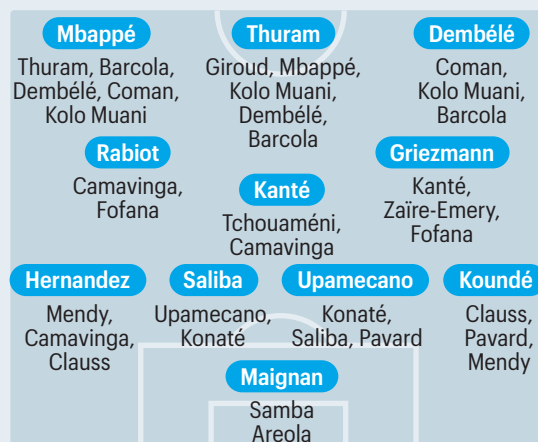 Mbappé
Thuram, Barcola,
Dembélé, Coman,
Kolo Muani
Thuram
Giroud, Mbappé,
Kolo Muani,
Dembélé,
Barcola
Dembélé
Coman,
Kolo Muani,
Barcola
Rabiot
Camavinga,
Fofana
Kanté
Tchouaméni,
Camavinga
Griezmann
Kanté,
Zaïre-Emery,
Fofana
Hernandez
Mendy,
Camavinga,
Clauss
Saliba
Upamecano,
Konaté
Upamecano
Konaté,
Saliba, Pavard
Koundé
Clauss,
Pavard,
Mendy
Maignan
Samba
Areola